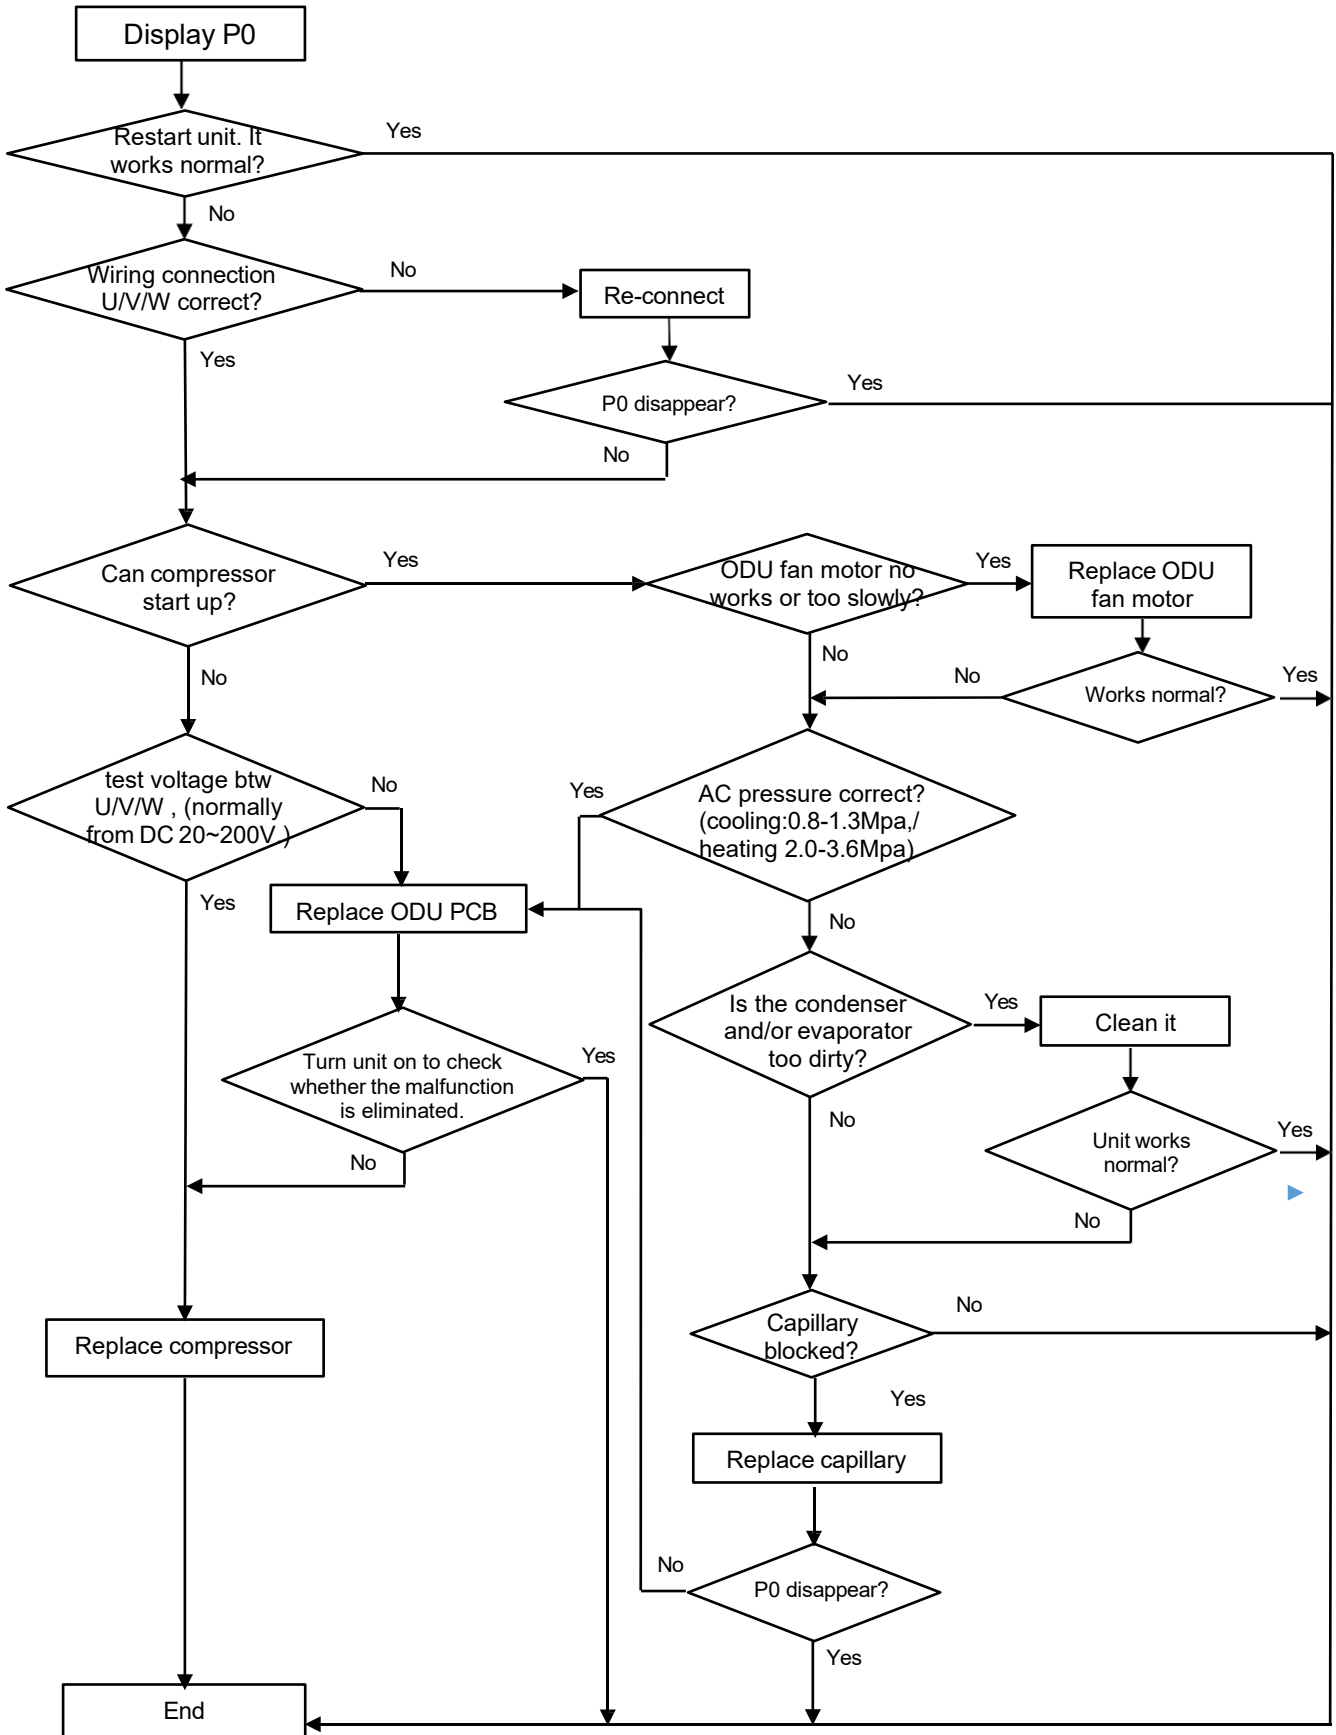 Display P0
Restart unit. It
works normal?
Yes
No
Wiring connection
U/V/W correct?
No
Re-connect
Yes
P0 disappear?
Yes
No
Can compressor
start up?
Yes
ODU fan motor no
works or too slowly?
Yes
Replace ODU
fan motor
No
No
Works normal?
Yes
No
test voltage btw
U/V/W , (normally
from DC 20~200V )
No
Yes
AC pressure correct?
(cooling:0.8-1.3Mpa,/
heating 2.0-3.6Mpa)
Yes
Replace ODU PCB
No
Is the condenser
and/or evaporator
too dirty?
Yes
Clean it
Turn unit on to check
whether the malfunction
is eliminated.
Yes
No
No
Unit works
normal?
Yes
No
Capillary
blocked?
No
Replace compressor
Yes
Replace capillary
No
P0 disappear?
Yes
End